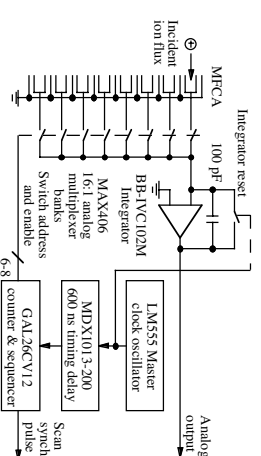 Incident
ion flux
MFCA
Integrator reset
100 pF
BB-IVC102M
Integrator
MAX406
16:1 analog
multiplexer
banks
Switch address
and enable
6-8
LM555 Master
clock oscillator
MDX1013-200
600 ns timing delay
GAL26CV12
counter & sequencer
Analog
output
Scan
synch
pulse